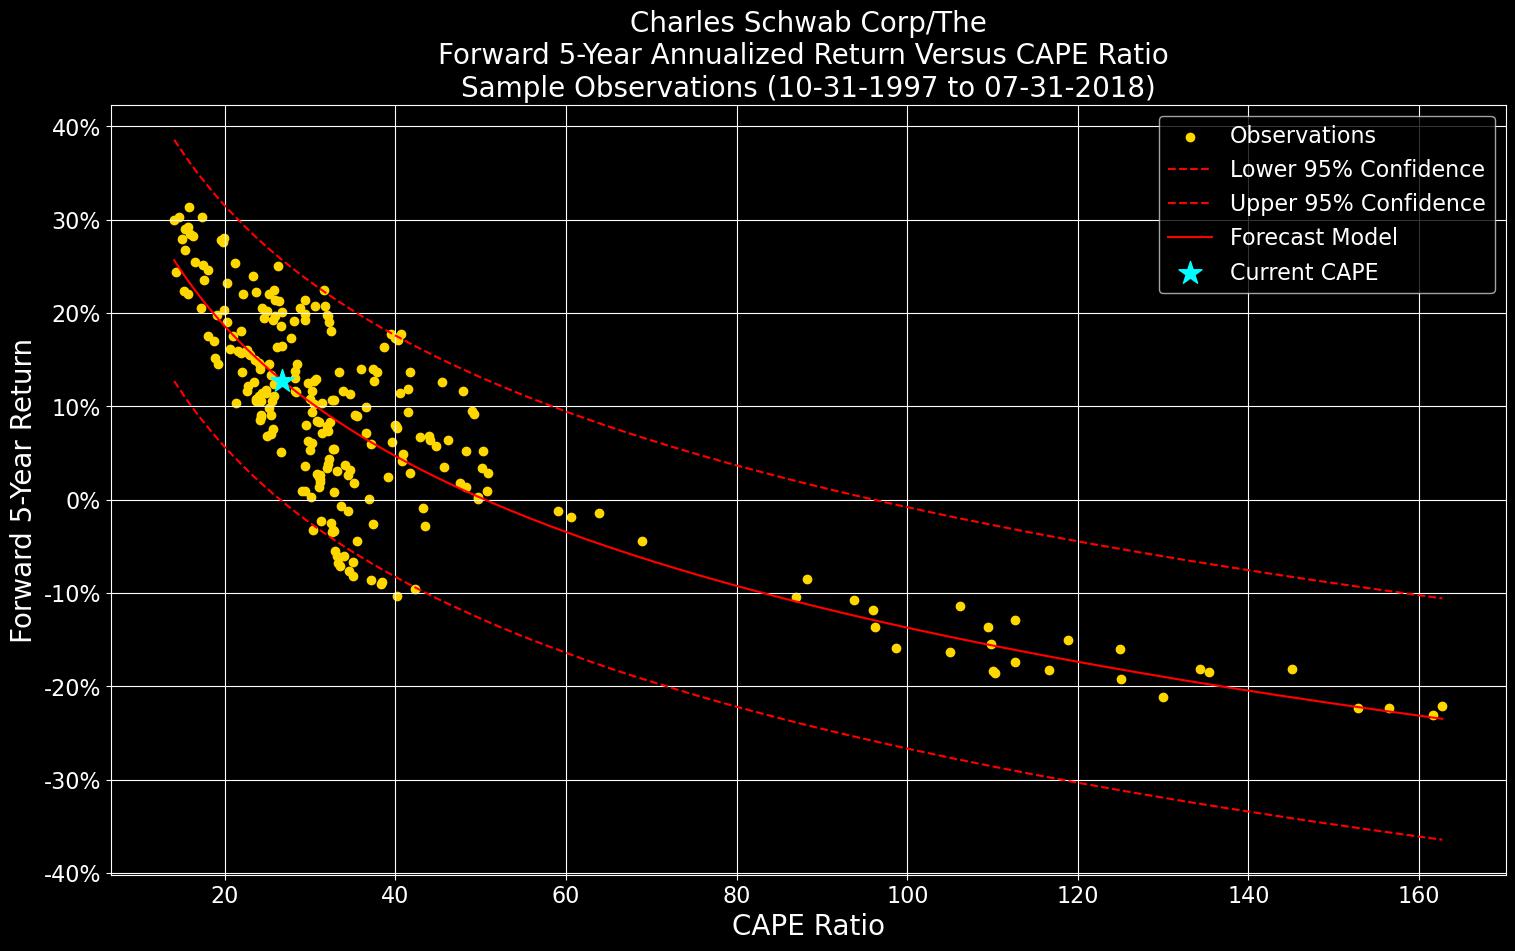 Charles Schwab Corp/The
Forward 5-Year Annualized Return Versus CAPE Ratio
Sample Observations (10-31-1997 to 07-31-2018)
Observations
Lower 95% Confidence
Upper 95% Confidence
Forecast Model
Current CAPE
Forward 5-Year Return
40%
30%
20%
10%
0%
-10%
-20%
-30%
-40%
20 40 60 80 100 120 140 160
CAPE Ratio